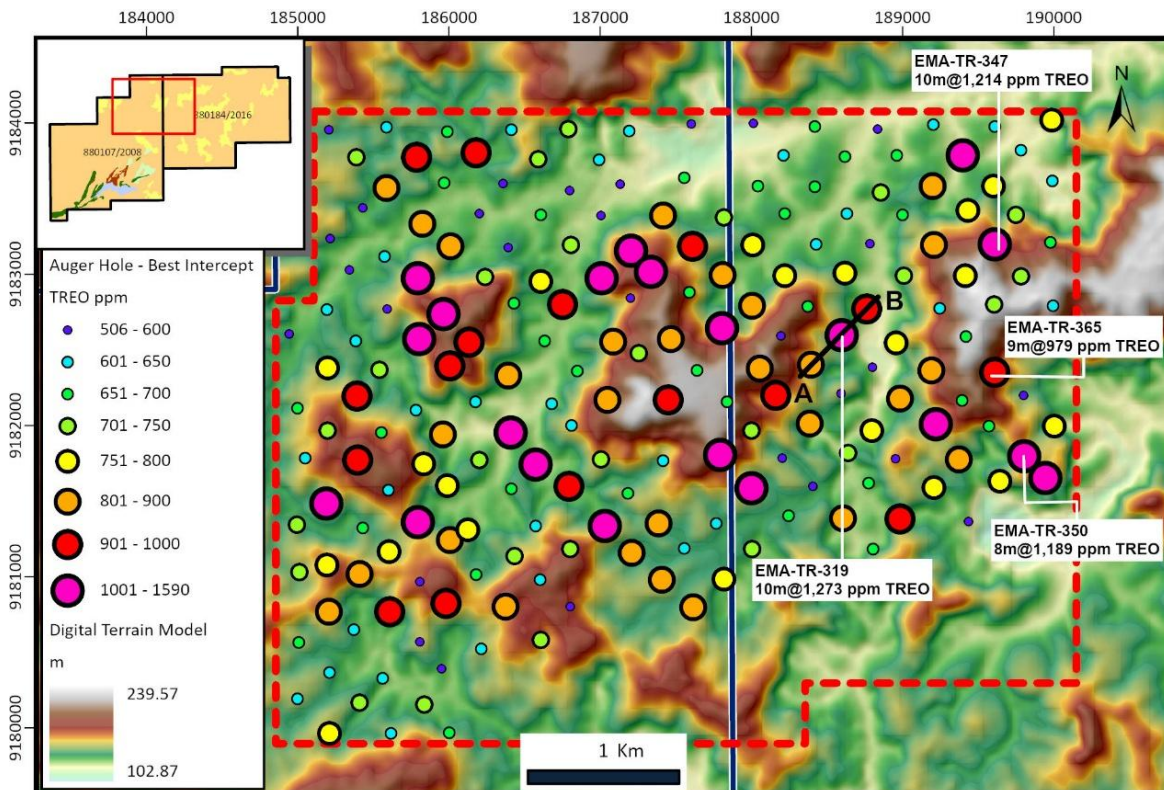 184000 185000 186000 187000 188000 189000 190000
9184000
9183000
9182000
9181000
9180000
880184/2016
880107/2008
EMA-TR-347
10m@1,214 ppm TREO
N
Auger Hole - Best Intercept
TREO ppm
506 - 600
601 - 650
651 - 700
701 - 750
751 - 800
801 - 900
901 - 1000
1001 - 1590
Digital Terrain Model
m
239.57
102.87
B
A
EMA-TR-365
9m@979 ppm TREO
EMA-TR-350
8m@1,189 ppm TREO
EMA-TR-319
10m@1,273 ppm TREO
1 Km